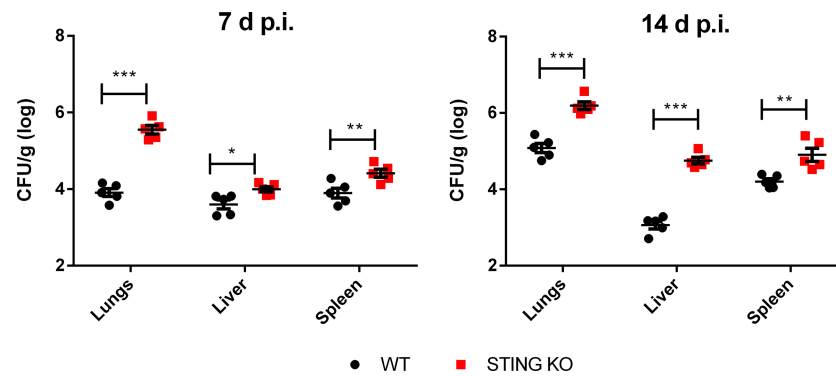 7 d p.i.
CFU/g (log)
8
6
4
2
***
*
**
Lungs
Liver
Spleen
14 d p.i.
CFU/g (log)
8
6
4
2
***
***
**
Lungs
Liver
Spleen
WT
STING KO